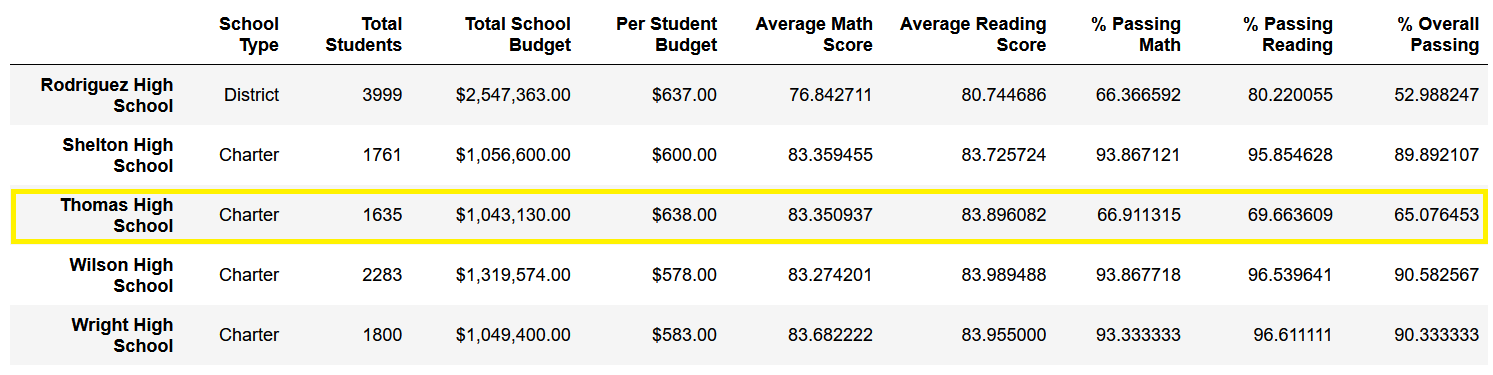 School Type Total Students Total School Budget Per Student Budget Average Math Score Average Reading Score % Passing Math % Passing Reading % Overall Passing
Rodriguez High School District 3999 $2,547,363.00 $637.00 76.842711 80.744686 66.366592 80.220055 52.988247
Shelton High School Charter 1761 $1,056,600.00 $600.00 83.359455 83.725724 93.867121 95.854628 89.892107
Thomas High School Charter 1635 $1,043,130.00 $638.00 83.350937 83.896082 66.911315 69.663609 65.076453
Wilson High School Charter 2283 $1,319,574.00 $578.00 83.274201 83.989488 93.867718 96.539641 90.582567
Wright High School Charter 1800 $1,049,400.00 $583.00 83.682222 83.955000 93.333333 96.611111 90.333333